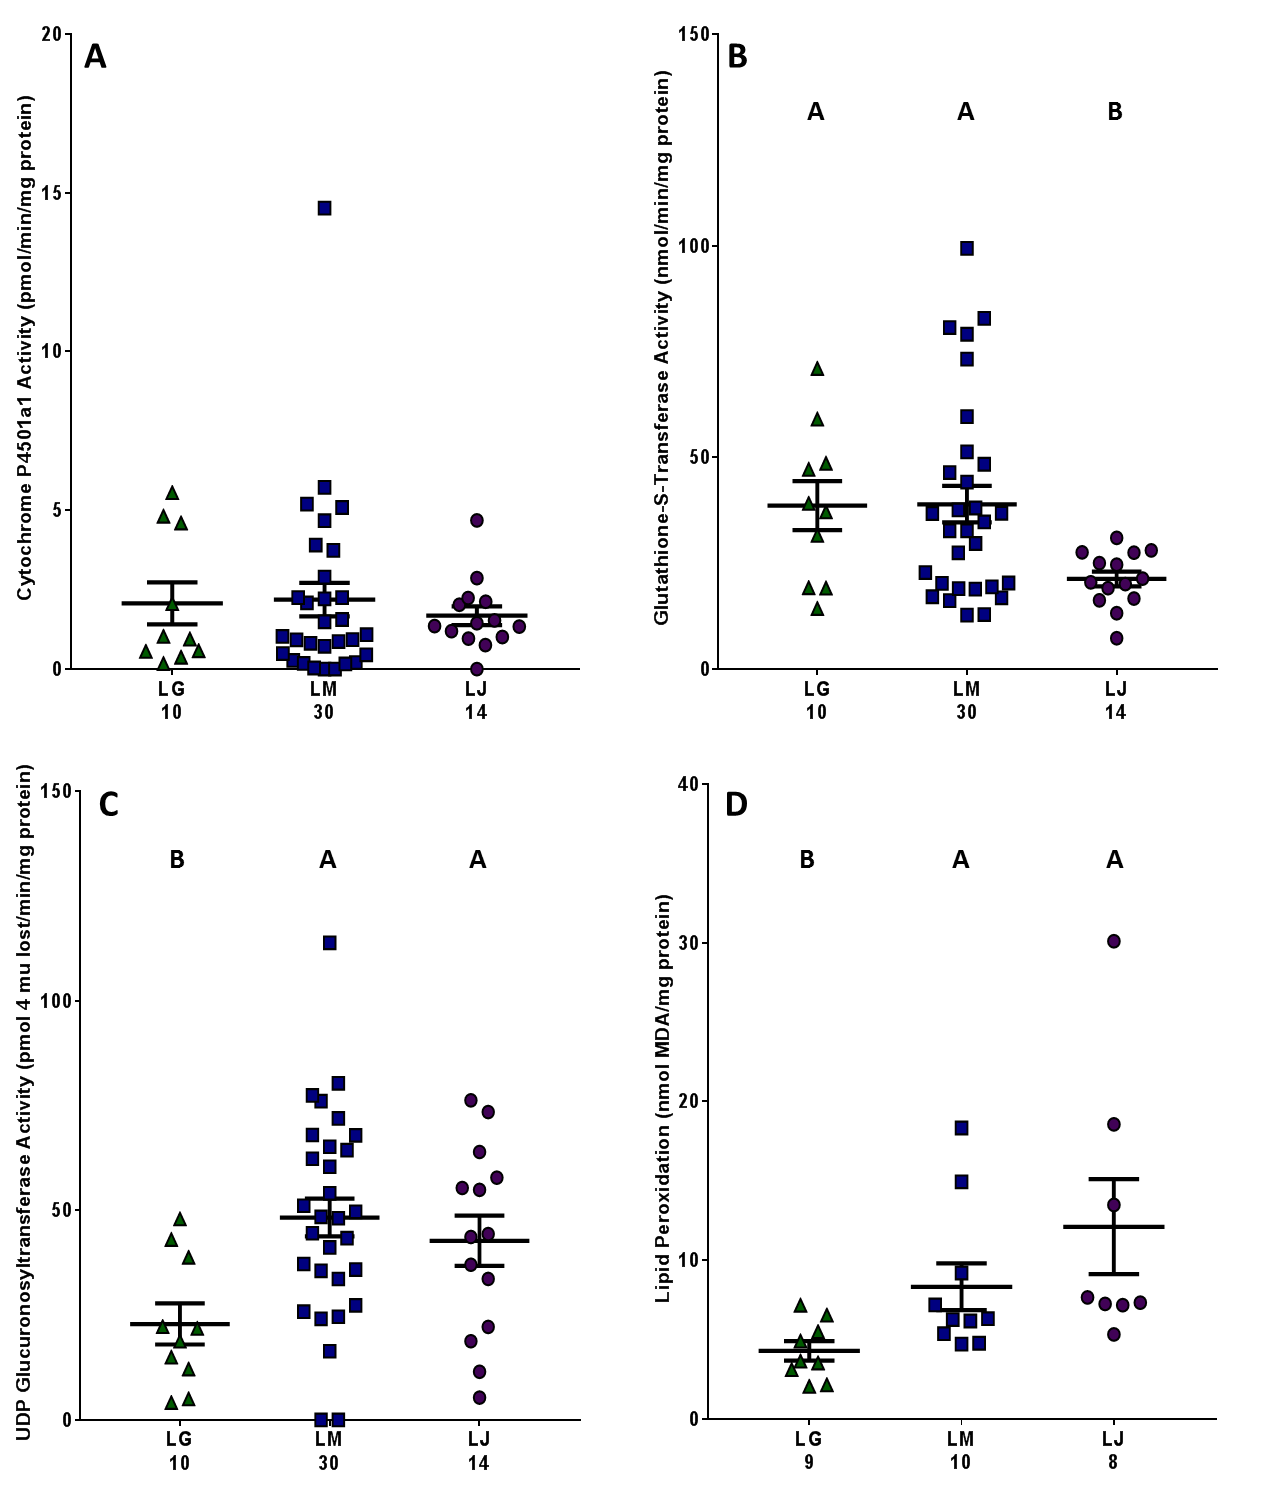 A
Cytochrome P4501a1 Activity (pmol/min/mg protein)
20
15
10
5
0
LG LM LJ
10 30 14
B
Glutathione-S-Transferase Activity (nmol/min/mg protein)
150
100
50
0
A A B
LG LM LJ
10 30 14
C
UDP Glucuronosyltransferase Activity (pmol 4 mu lost/min/mg protein)
150
100
50
0
B A A
LG LM LJ
10 30 14
D
Lipid Peroxidation (nmol MDA/mg protein)
40
30
20
10
0
B A A
LG LM LJ
9 10 8